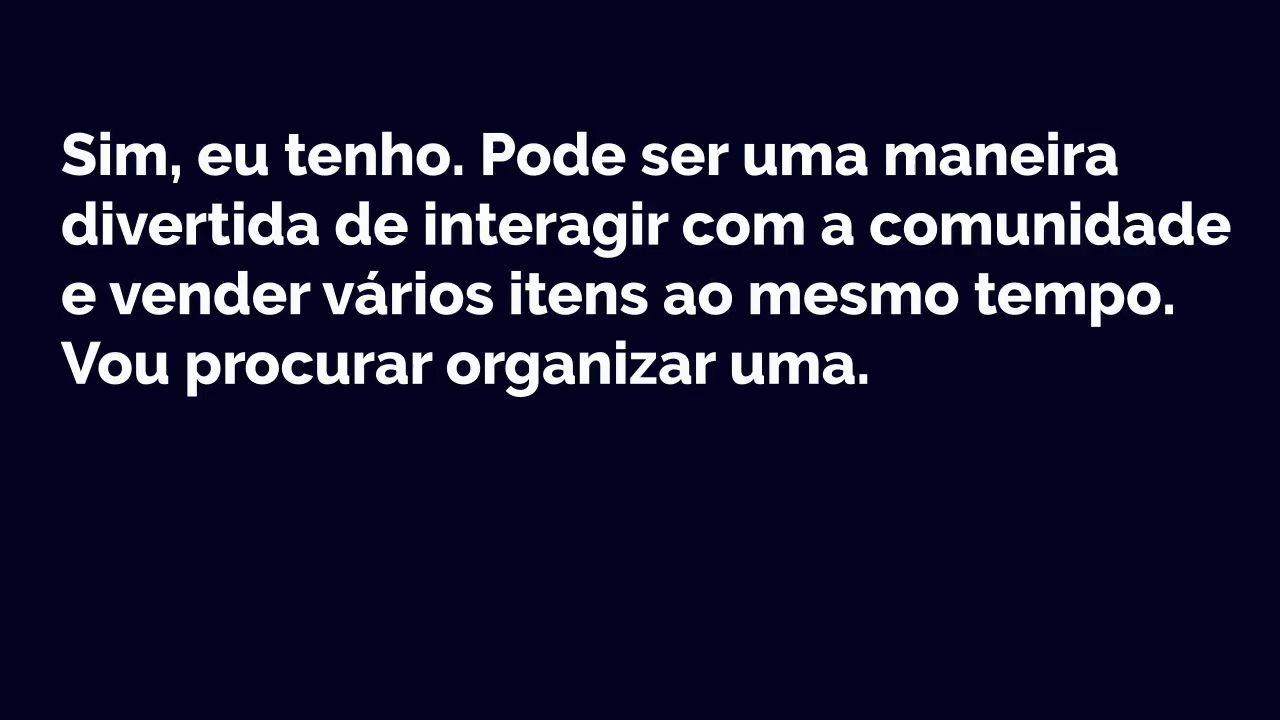 Sim, eu tenho. Pode ser uma maneira
divertida de interagir com a comunidade
e vender vários itens ao mesmo tempo.
Vou procurar organizar uma.